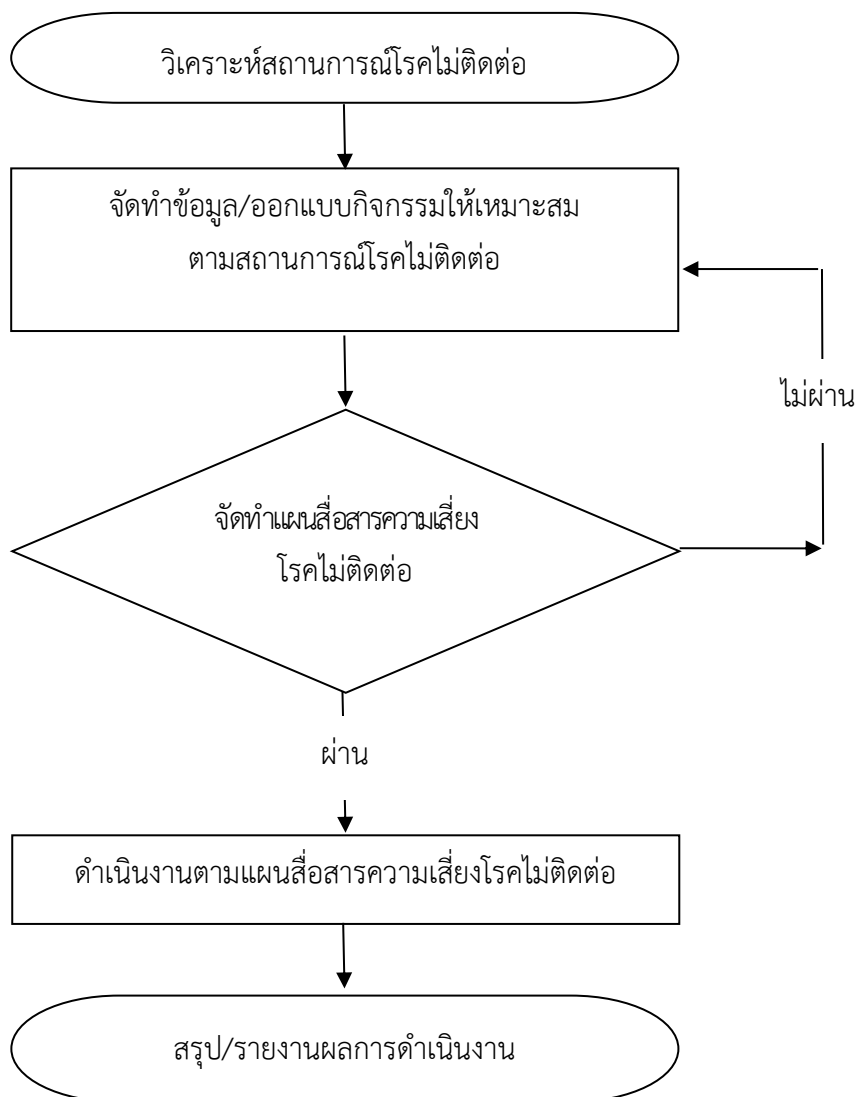 วิเคราะห์สถานการณ์โรคไม่ติดต่อ
จัดทำข้อมูล/ออกแบบกิจกรรมให้เหมาะสม
ตามสถานการณ์โรคไม่ติดต่อ
ไม่ผ่าน
จัดทำแผนสื่อสารความเสี่ยง
โรคไม่ติดต่อ
ผ่าน
ดำเนินงานตามแผนสื่อสารความเสี่ยงโรคไม่ติดต่อ
สรุป/รายงานผลการดำเนินงาน